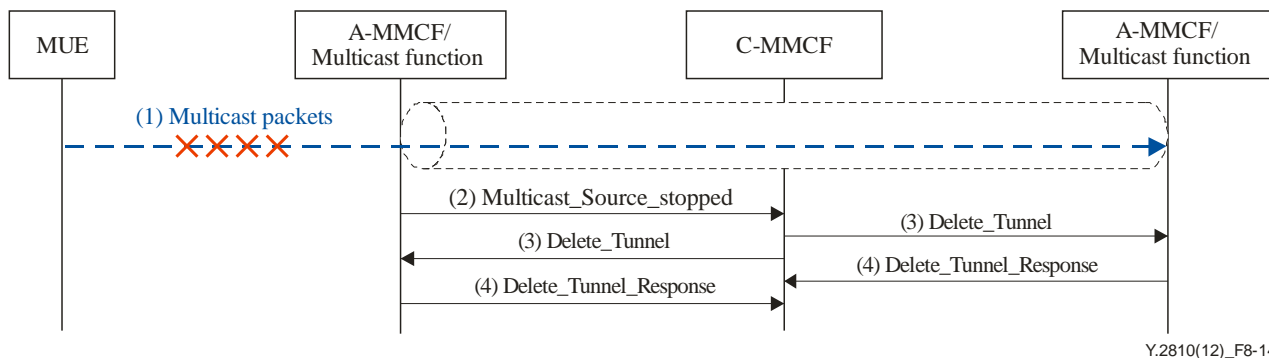 MUE
A-MMCF/
Multicast function
C-MMCF
A-MMCF/
Multicast function
(1) Multicast packets
(2) Multicast_Source_stopped
(3) Delete_Tunnel
(3) Delete_Tunnel
(4) Delete_Tunnel_Response
(4) Delete_Tunnel_Response
Y.2810(12)_F8-14